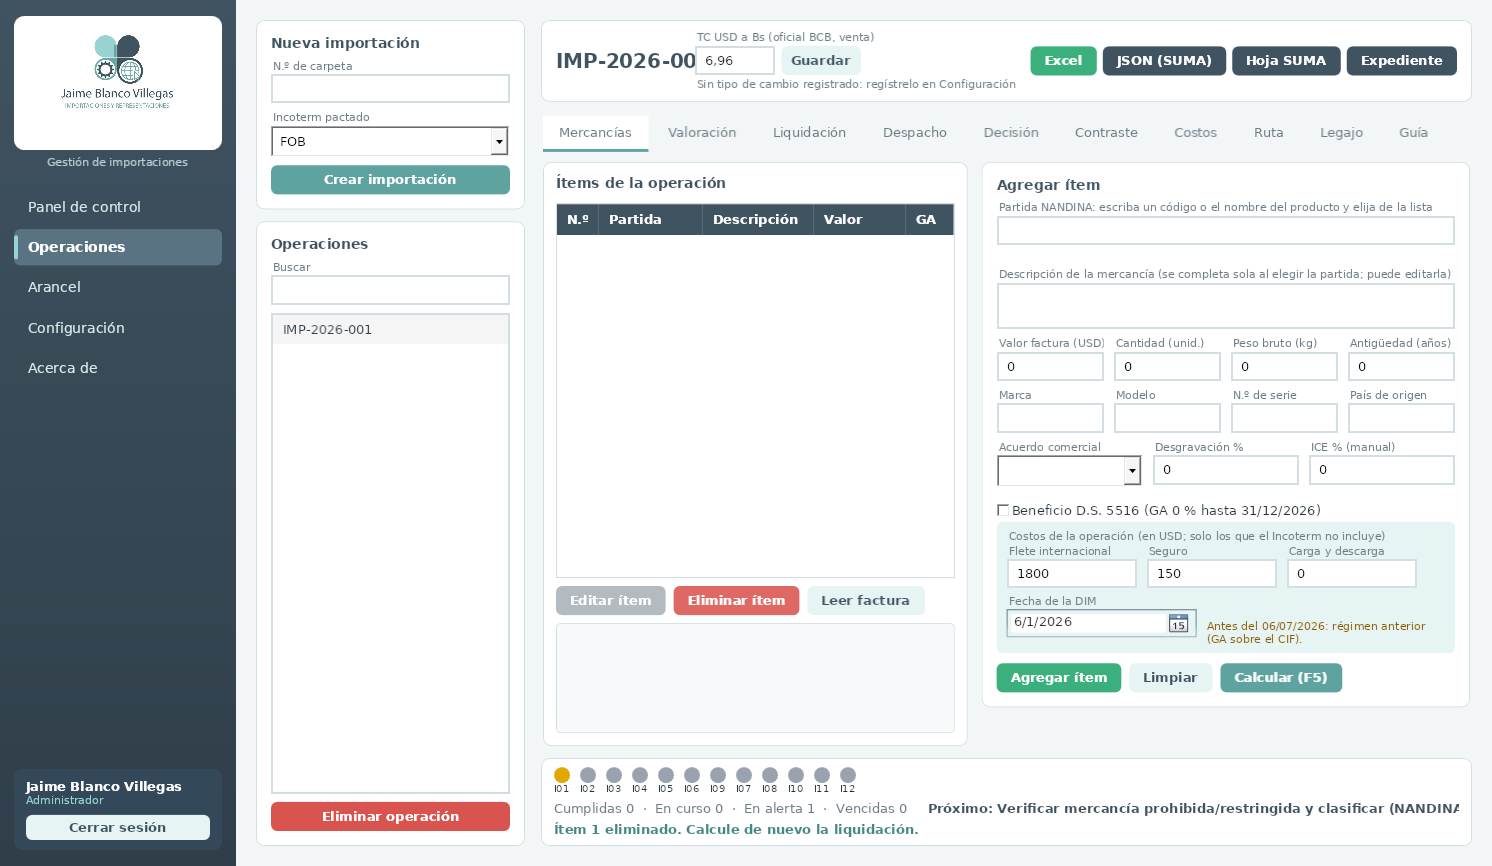 Jaime Blanco Villegas
IMPORTACIONES Y REPRESENTACIONES
Gestión de importaciones
Panel de control
Operaciones
Arancel
Configuración
Acerca de
Jaime Blanco Villegas
Administrador
Cerrar sesión
Nueva importación
N.º de carpeta
Incoterm pactado
FOB
Crear importación
Operaciones
Buscar
IMP-2026-001
Eliminar operación
IMP-2026-00
TC USD a Bs (oficial BCB, venta)
6,96
Guardar
Sin tipo de cambio registrado: regístrelo en Configuración
Excel
JSON (SUMA)
Hoja SUMA
Expediente
Mercancías
Valoración
Liquidación
Despacho
Decisión
Contraste
Costos
Ruta
Legajo
Guía
Ítems de la operación
N.º Partida Descripción Valor GA
Editar ítem
Eliminar ítem
Leer factura
Agregar ítem
Partida NANDINA: escriba un código o el nombre del producto y elija de la lista
Descripción de la mercancía (se completa sola al elegir la partida; puede editarla)
Valor factura (USD) Cantidad (unid.) Peso bruto (kg) Antigüedad (años)
0 0 0 0
Marca Modelo N.º de serie País de origen
Acuerdo comercial Desgravación % ICE % (manual)
0 0
Beneficio D.S. 5516 (GA 0 % hasta 31/12/2026)
Costos de la operación (en USD; solo los que el Incoterm no incluye)
Flete internacional Seguro Carga y descarga
1800 150 0
Fecha de la DIM
6/1/2026 15
Antes del 06/07/2026: régimen anterior
(GA sobre el CIF).
Agregar ítem
Limpiar
Calcular (F5)
I01 I02 I03 I04 I05 I06 I09 I07 I08 I10 I11 I12
Cumplidas 0 · En curso 0 · En alerta 1 · Vencidas 0 Próximo: Verificar mercancía prohibida/restringida y clasificar (NANDINA
Ítem 1 eliminado. Calcule de nuevo la liquidación.